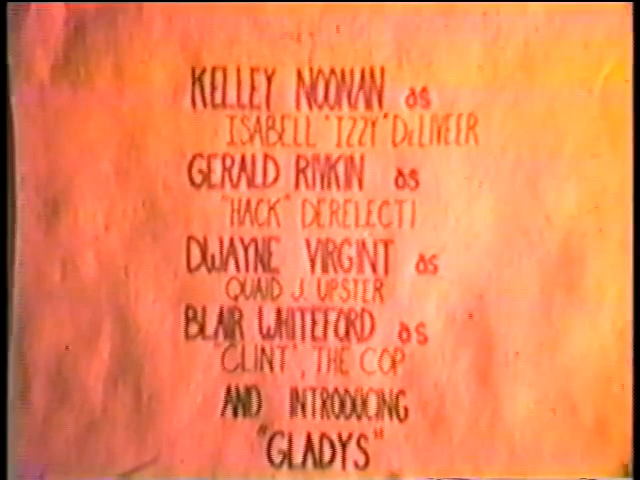 KELLEY NOONAN as
ISABELL "IZZY" DeLIVEER
GERALD RIVKIN as
"HACK" DERELECTI
DWAYNE VIRGINT as
QUAID J. UPSTER
BLAIR WHITEFORD as
"CLINT", THE COP
AND INTRODUCING
"GLADYS"